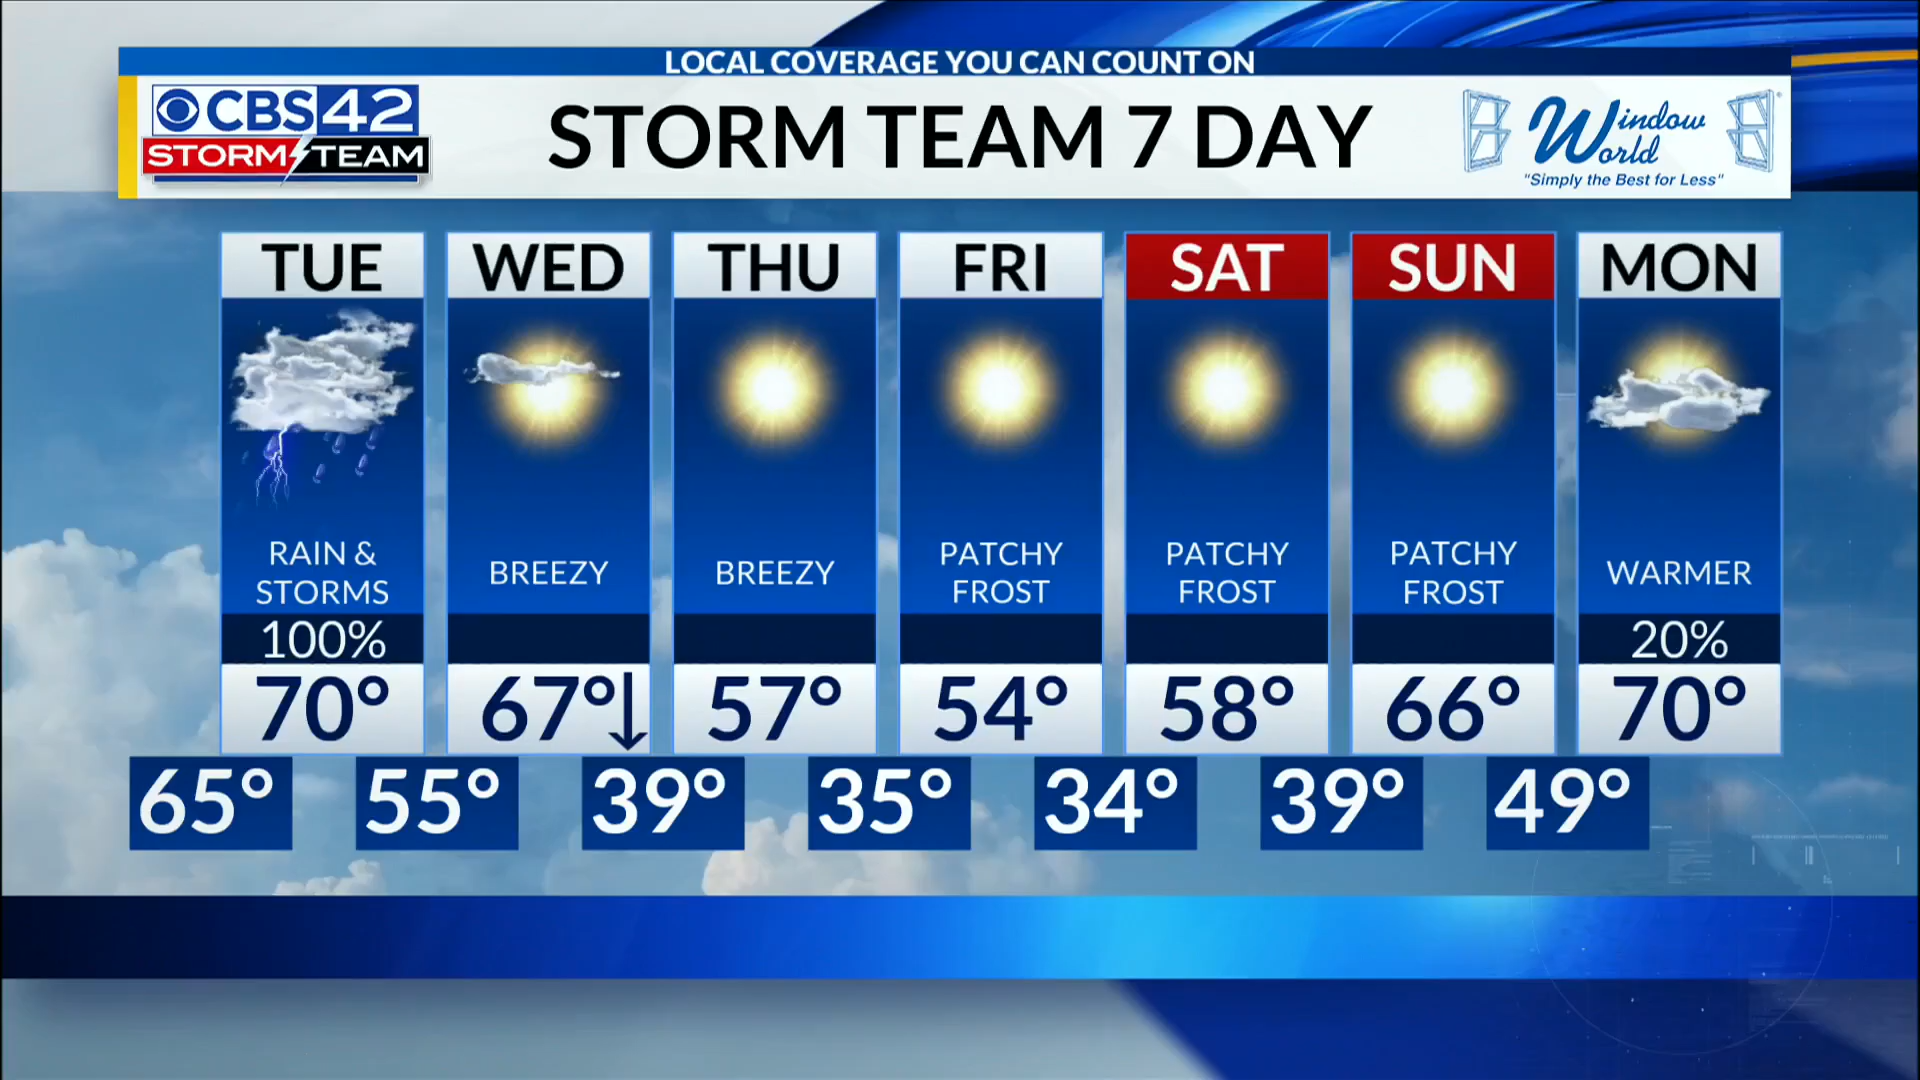 LOCAL COVERAGE YOU CAN COUNT ON
CBS 42
STORM TEAM
STORM TEAM 7 DAY
Window World
"Simply the Best for Less"
TUE WED THU FRI SAT SUN MON
RAIN & STORMS
BREEZY
BREEZY
PATCHY FROST
PATCHY FROST
PATCHY FROST
WARMER
100% 20%
70° 67° 57° 54° 58° 66° 70°
65° 55° 39° 35° 34° 39° 49°